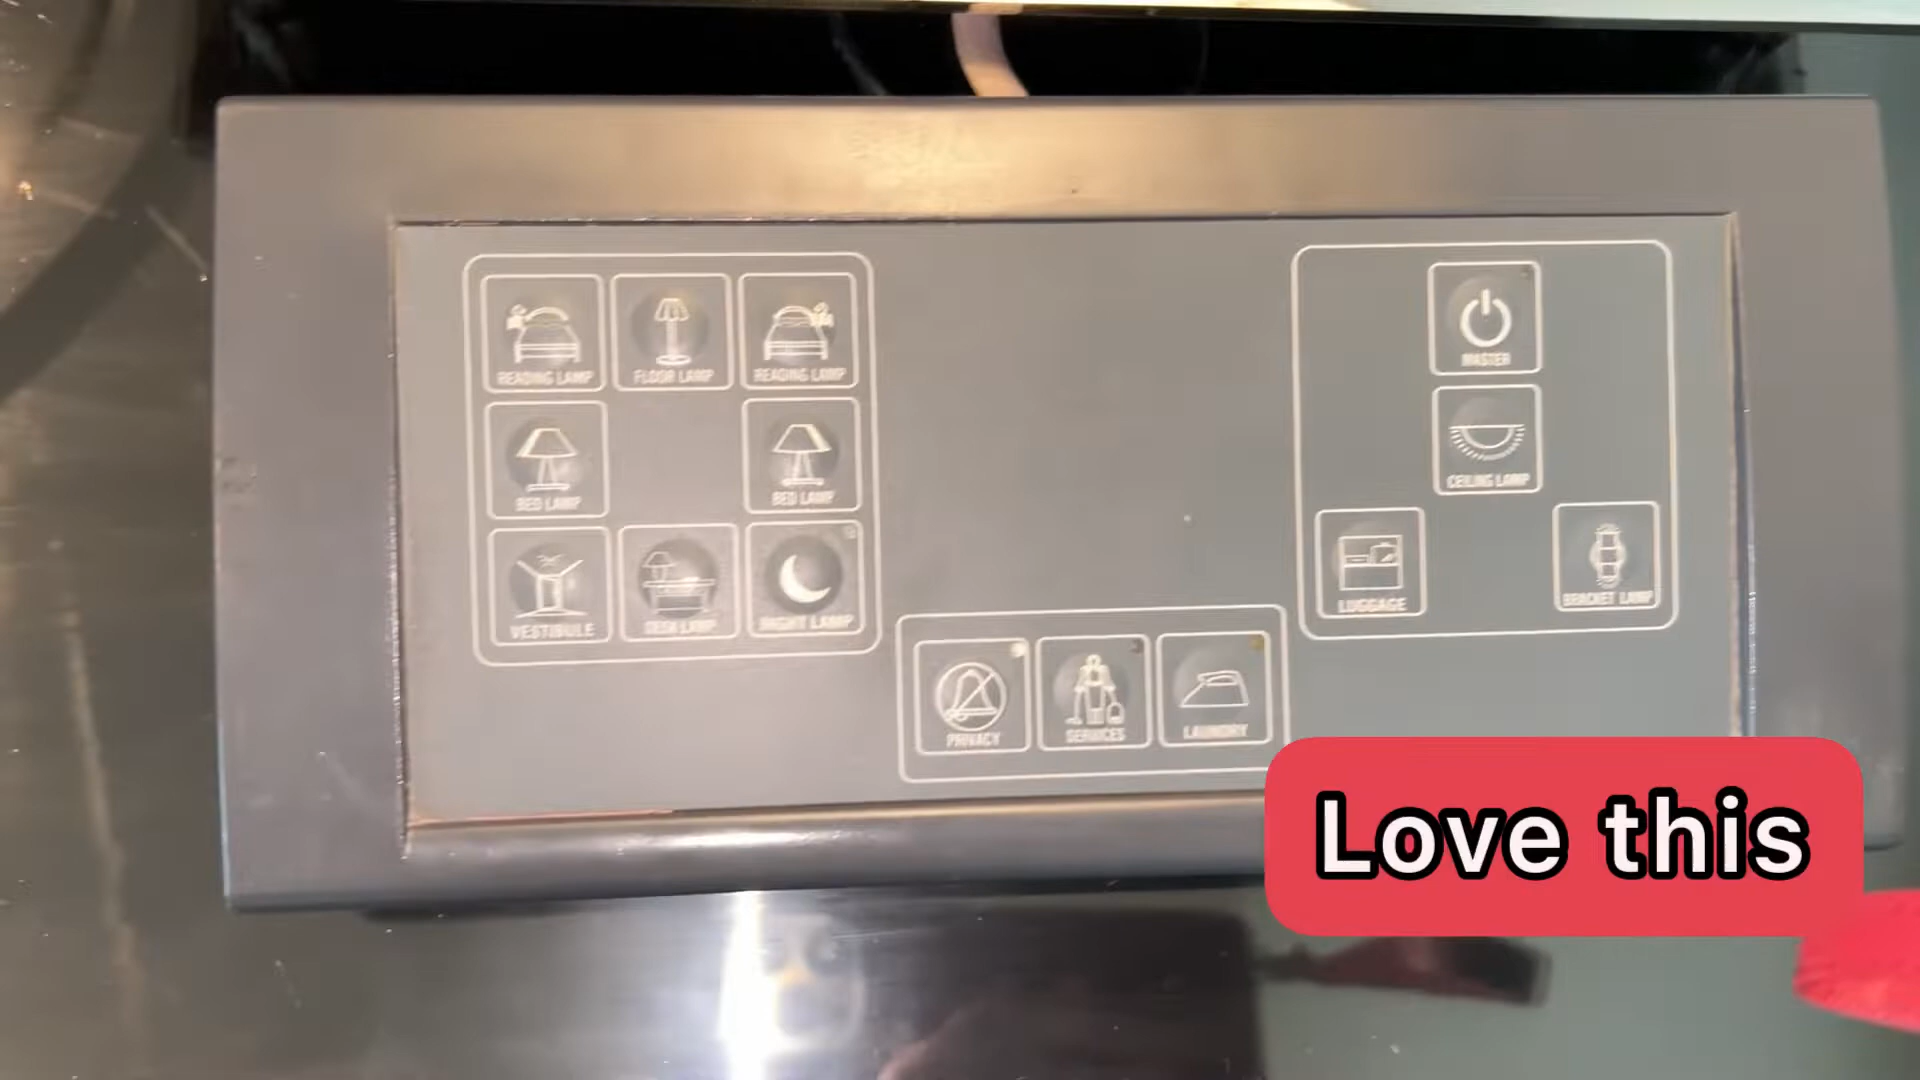 READING LAMP
FLOOR LAMP
READING LAMP
MASTER
BED LAMP
BED LAMP
CEILING LAMP
VESTIBULE
DESK LAMP
NIGHT LAMP
LUGGAGE
BRACKET LAMP
PRIVACY
SERVICES
LAUNDRY
Love this